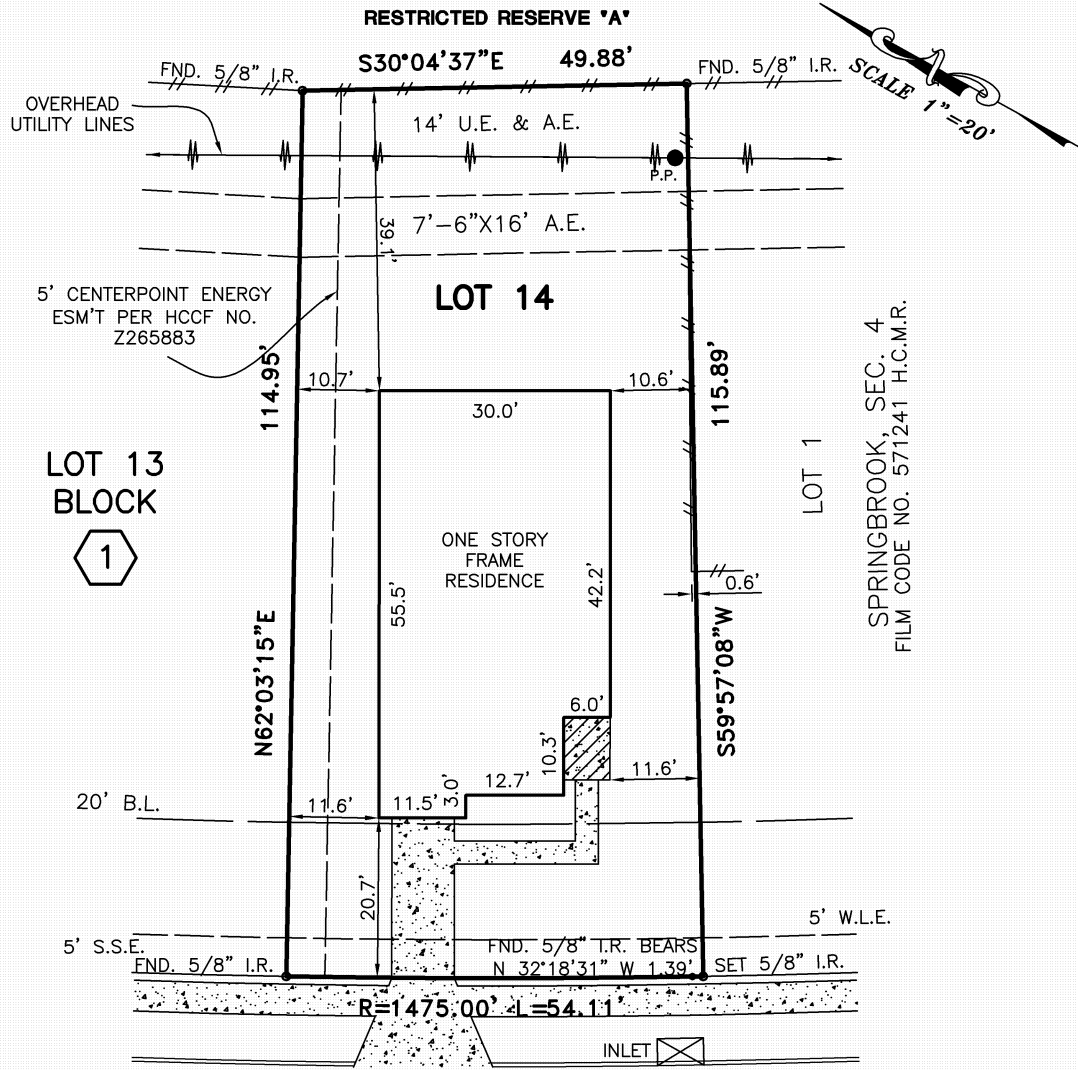 RESTRICTED RESERVE "A"
S30°04'37"E 49.88'
FND. 5/8" I.R.
FND. 5/8" I.R.
SCALE 1"=20'
OVERHEAD
UTILITY LINES
14' U.E. & A.E.
P.P.
39.1'
7'-6"X16' A.E.
5' CENTERPOINT ENERGY
ESM'T PER HCCF NO.
Z265883
LOT 14
114.95'
115.89'
10.7'
30.0'
10.6'
LOT 13
BLOCK
1
LOT 1
SPRINGBROOK, SEC. 4
FILM CODE NO. 571241 H.C.M.R.
ONE STORY
FRAME
RESIDENCE
55.5'
42.2'
0.6'
N62°03'15"E
S59°57'08"W
6.0'
10.3'
12.7'
3.0'
11.6'
20' B.L.
11.6'
11.5'
20.7'
5' W.L.E.
5' S.S.E.
FND. 5/8" I.R. BEARS
N 32°18'31" W 1.39'
FND. 5/8" I.R.
SET 5/8" I.R.
R=1475.00' L=54.11'
INLET